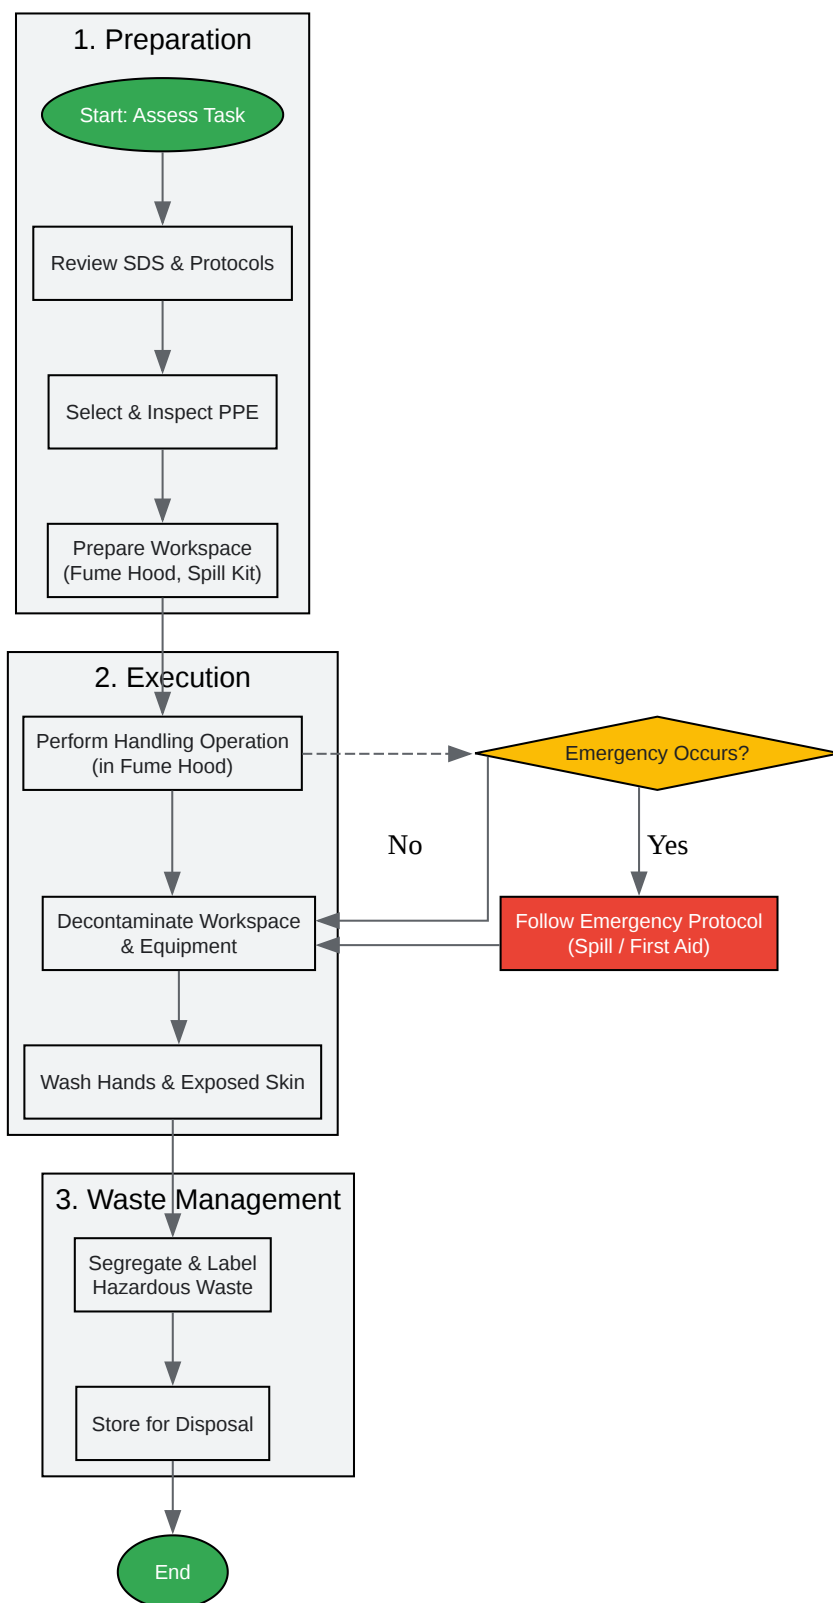 1. Preparation
Start: Assess Task
Review SDS & Protocols
Select & Inspect PPE
Prepare Workspace
(Fume Hood, Spill Kit)
2. Execution
Perform Handling Operation
(in Fume Hood)
Emergency Occurs?
No
Yes
Decontaminate Workspace
& Equipment
Follow Emergency Protocol
(Spill / First Aid)
Wash Hands & Exposed Skin
3. Waste Management
Segregate & Label
Hazardous Waste
Store for Disposal
End